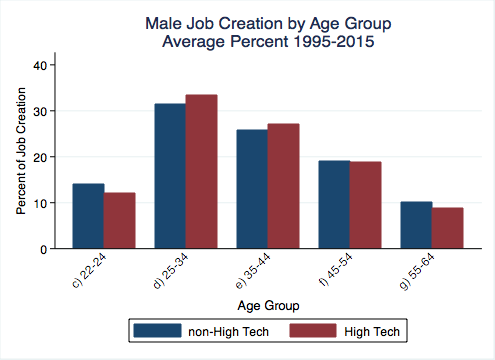 Male Job Creation by Age Group
Average Percent 1995-2015
Percent of Job Creation
40
30
20
10
0
c) 22-24
d) 25-34
e) 35-44
f) 45-54
g) 55-64
Age Group
non-High Tech
High Tech